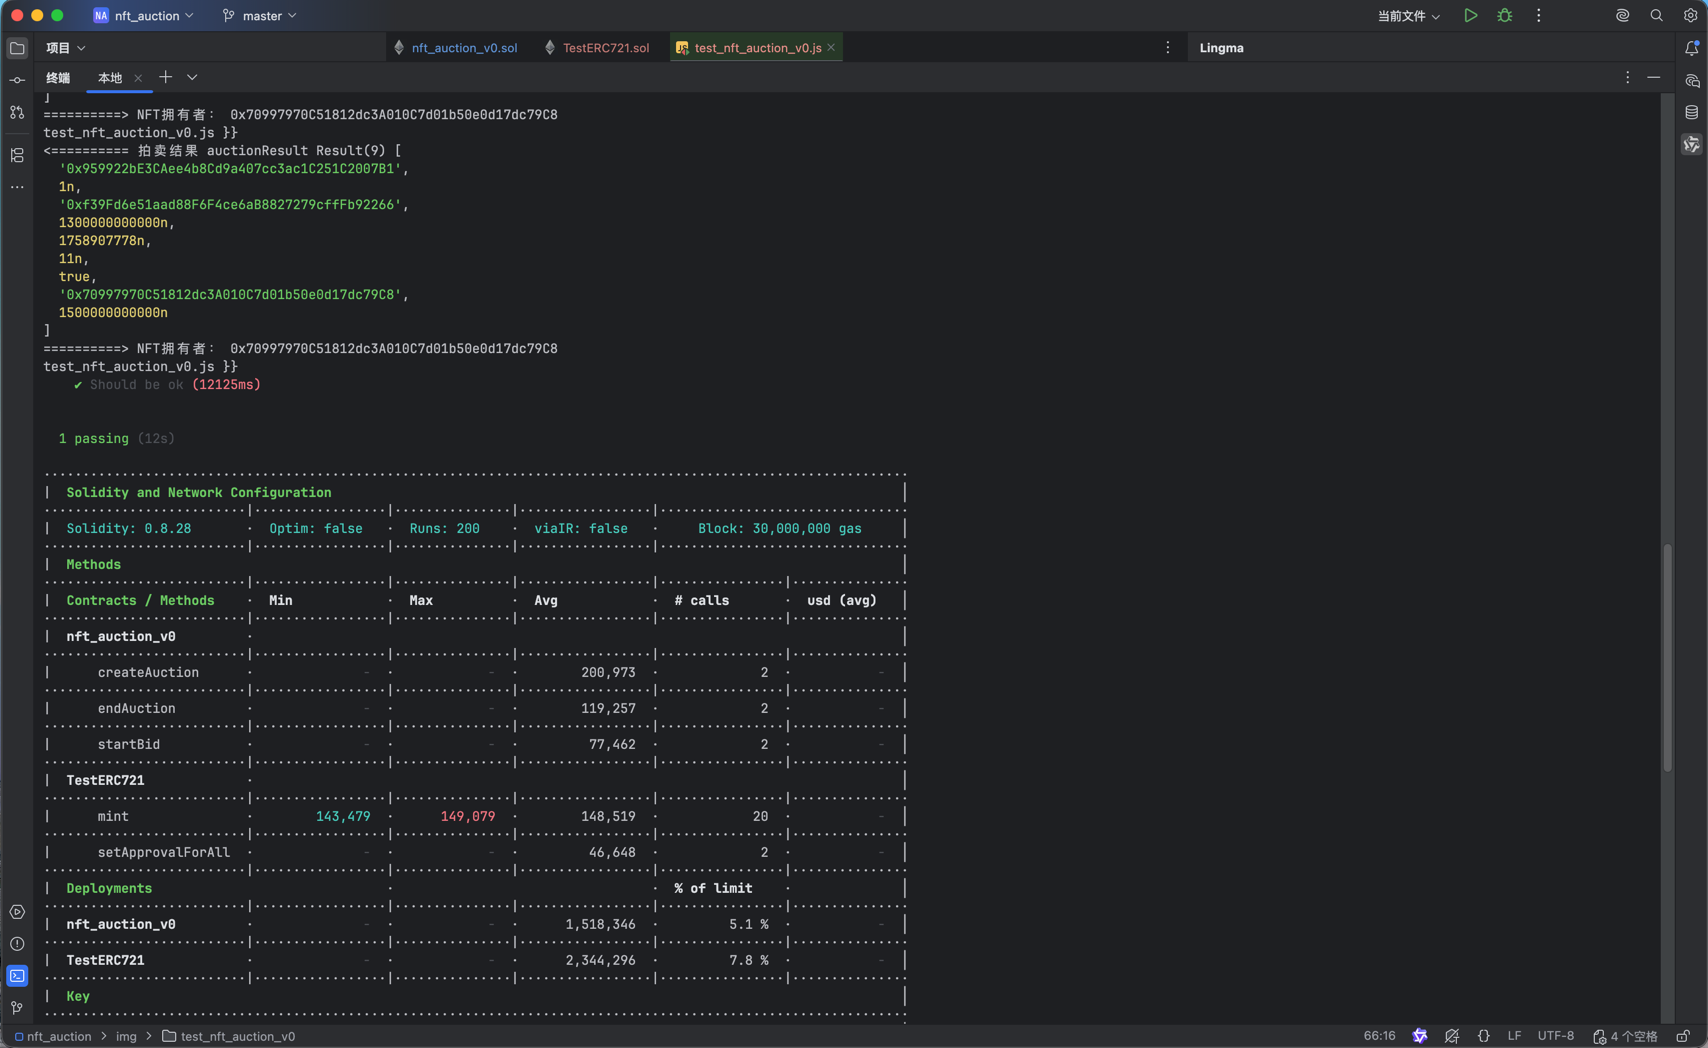 NA nft_auction master 当前文件
项目 nft_auction_v0.sol TestERC721.sol JS test_nft_auction_v0.js Lingma
终端 本地
]
==========> NFT拥有者： 0x70997970C51812dc3A010C7d01b50e0d17dc79C8
test_nft_auction_v0.js }}
<========== 拍卖结果 auctionResult Result(9) [
'0x959922bE3CAee4b8Cd9a407cc3ac1C251C2007B1',
1n,
'0xf39Fd6e51aad88F6F4ce6aB8827279cffFb92266',
1300000000000n,
1758907778n,
11n,
true,
'0x70997970C51812dc3A010C7d01b50e0d17dc79C8',
1500000000000n
]
==========> NFT拥有者： 0x70997970C51812dc3A010C7d01b50e0d17dc79C8
test_nft_auction_v0.js }}
✔ Should be ok (12125ms)
1 passing (12s)
| Solidity and Network Configuration |
| Solidity: 0.8.28 · Optim: false · Runs: 200 · viaIR: false · Block: 30,000,000 gas |
| Methods |
| Contracts / Methods · Min · Max · Avg · # calls · usd (avg) |
| nft_auction_v0 · |
| createAuction · - · - · 200,973 · 2 · - |
| endAuction · - · - · 119,257 · 2 · - |
| startBid · - · - · 77,462 · 2 · - |
| TestERC721 · |
| mint · 143,479 · 149,079 · 148,519 · 20 · - |
| setApprovalForAll · - · - · 46,648 · 2 · - |
| Deployments · · % of limit · |
| nft_auction_v0 · - · - · 1,518,346 · 5.1 % · - |
| TestERC721 · - · - · 2,344,296 · 7.8 % · - |
| Key |
nft_auction > img > test_nft_auction_v0 66:16 {} LF UTF-8 4 个空格